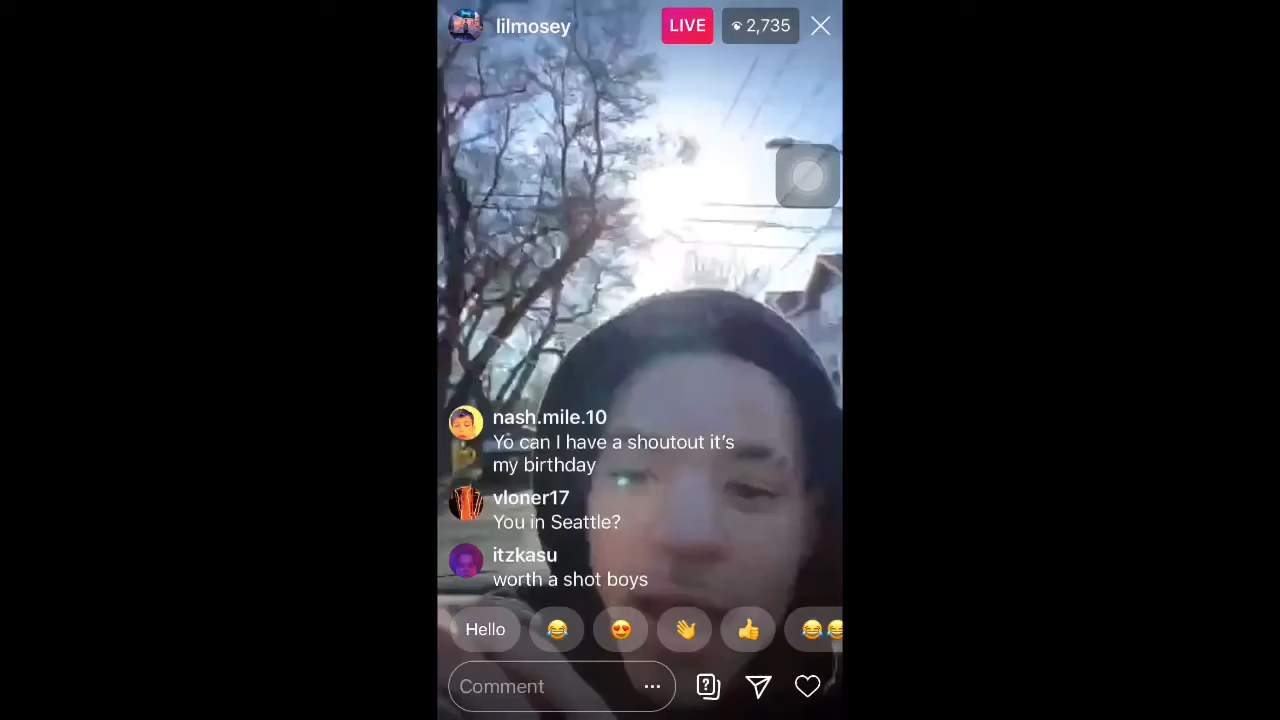 lilmosey
LIVE
2,735
nash.mile.10
Yo can I have a shoutout it's
my birthday
vloner17
You in Seattle?
itzkasu
worth a shot boys
Hello
Comment